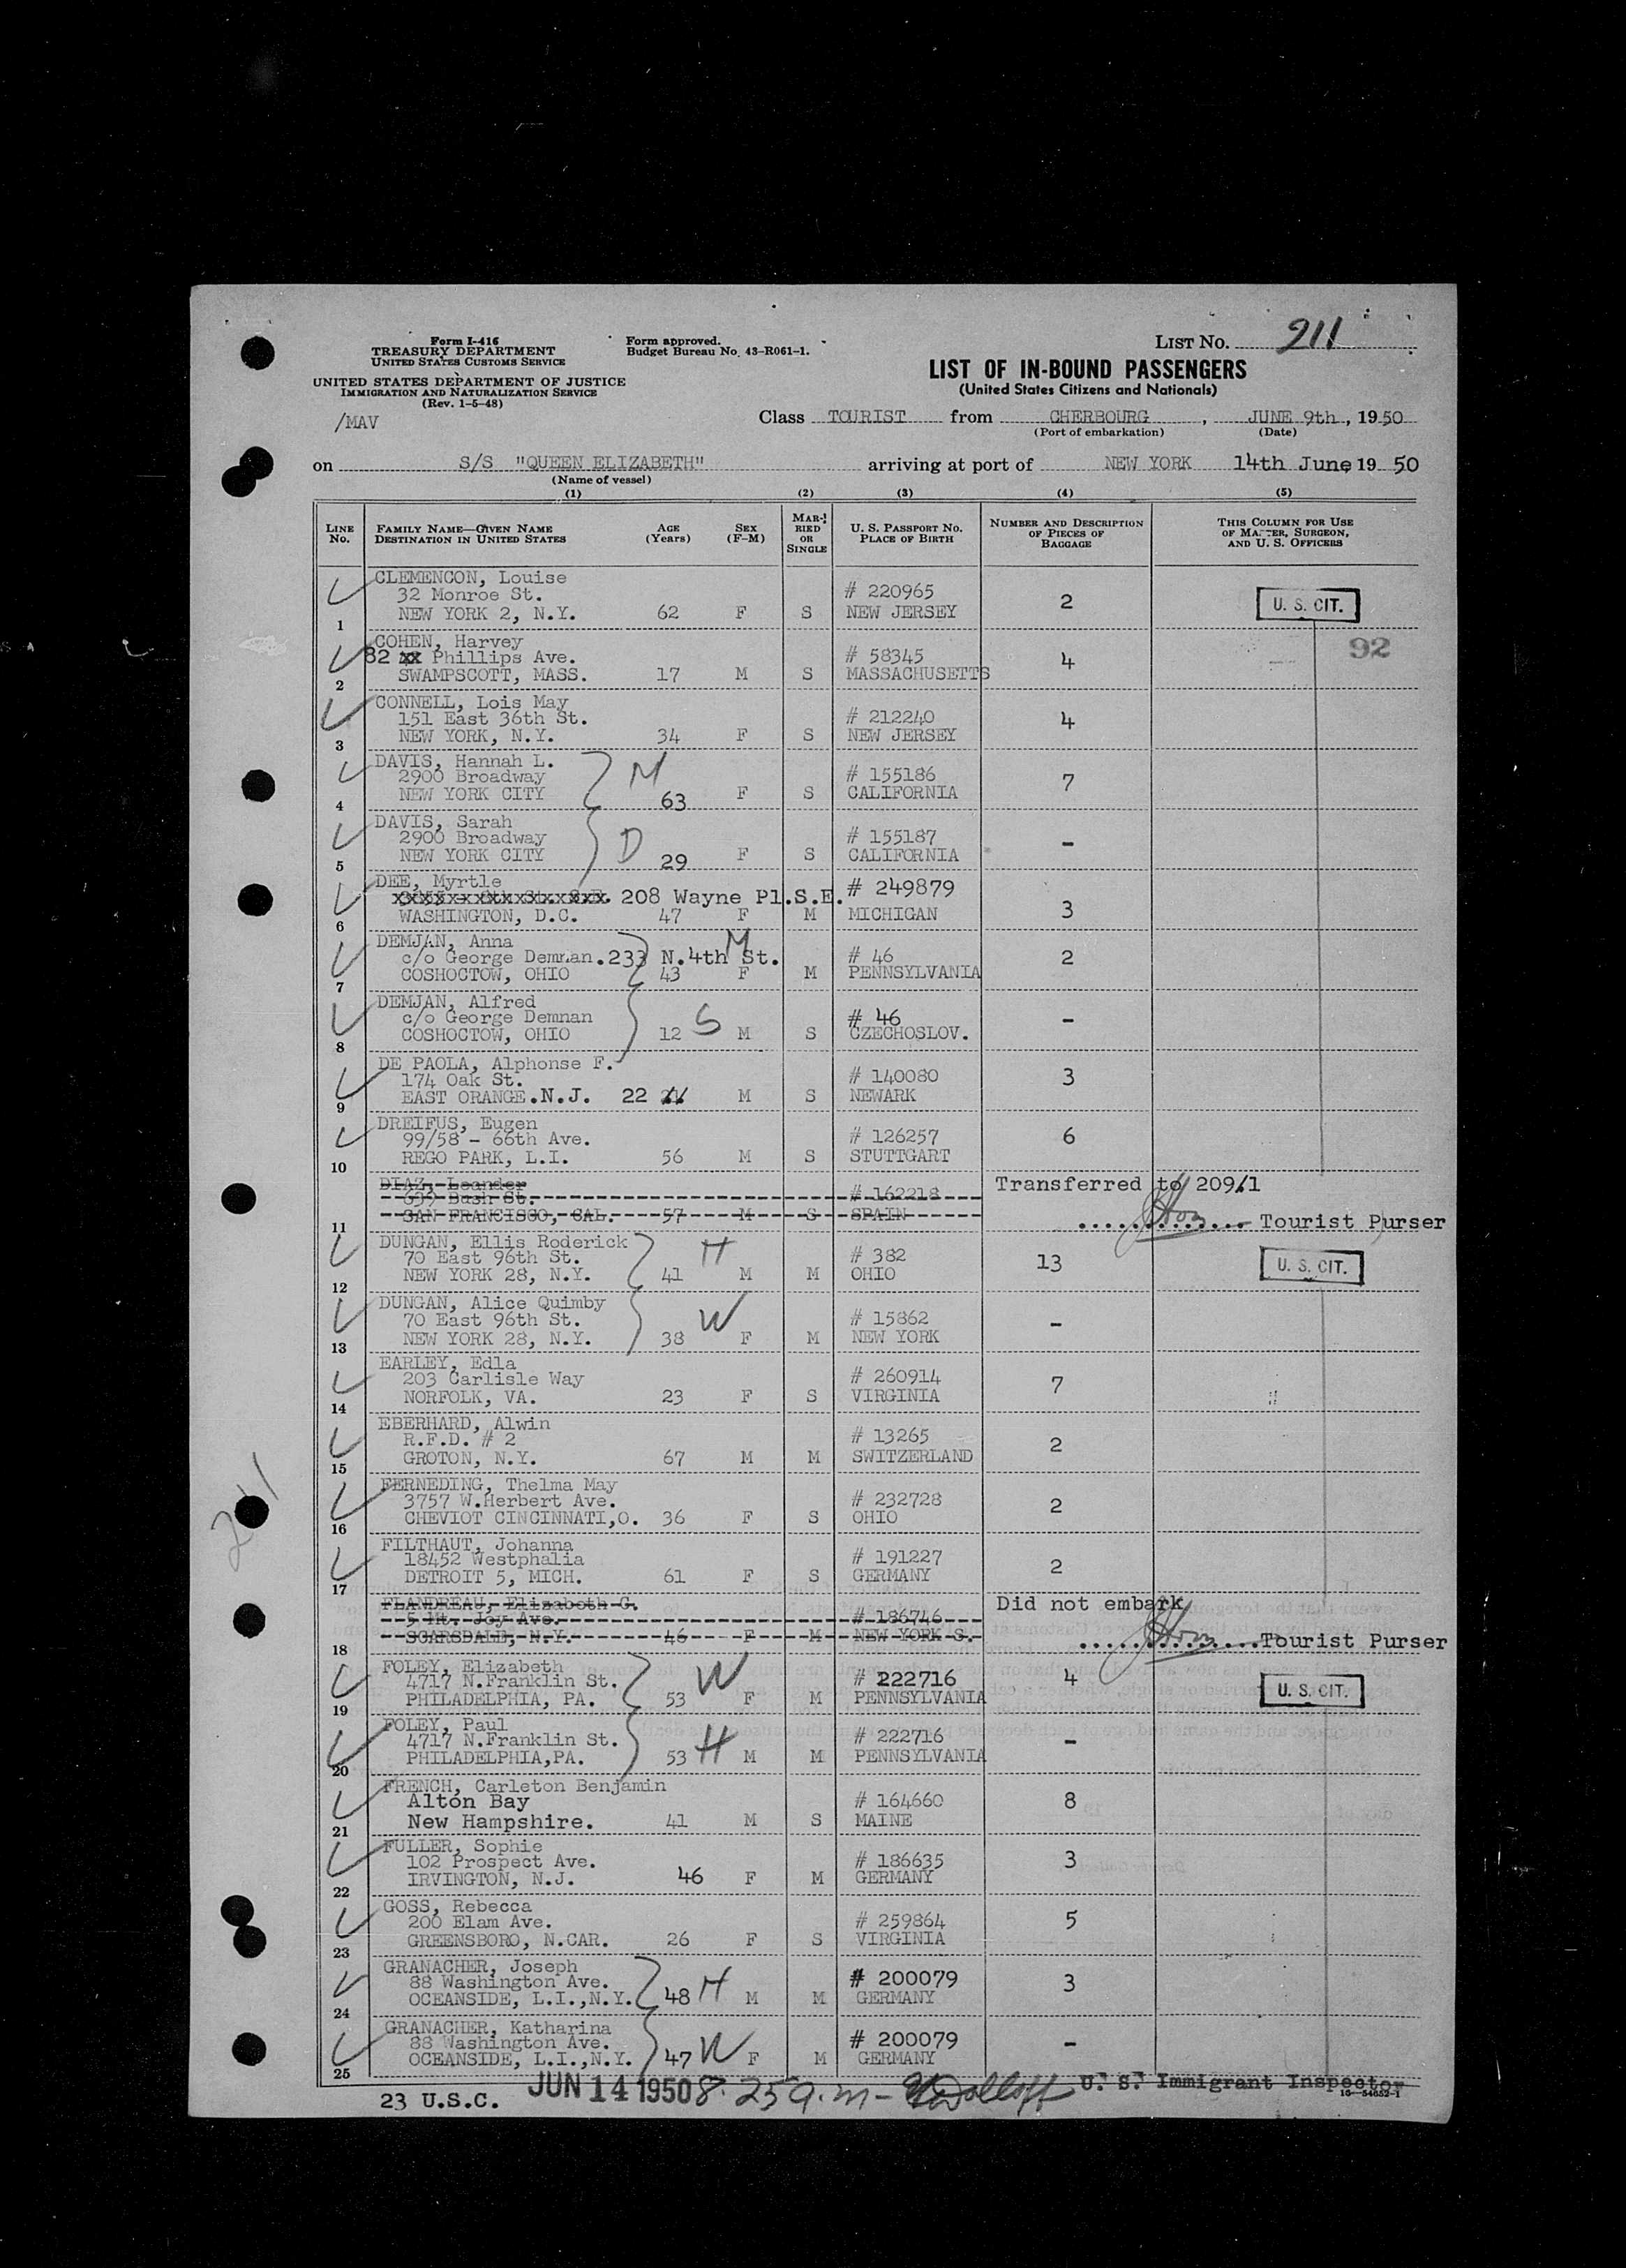 Form I-416
TREASURY DEPARTMENT
UNITED STATES CUSTOMS SERVICE
UNITED STATES DEPARTMENT OF JUSTICE
IMMIGRATION AND NATURALIZATION SERVICE
(Rev. 1-5-48)
/MAV
Form approved.
Budget Bureau No. 43-R061-1.
LIST No. 211
LIST OF IN-BOUND PASSENGERS
(United States Citizens and Nationals)
Class TOURIST from CHERBOURG, JUNE 9th, 1950
(Port of embarkation) (Date)
on S/S "QUEEN ELIZABETH" arriving at port of NEW YORK 14th June, 19 50
(Name of vessel)
(1) (2) (3) (4) (5)
LINE No. FAMILY NAME—GIVEN NAME DESTINATION IN UNITED STATES AGE (Years) SEX (F-M) MARRIED OR SINGLE U. S. PASSPORT No. PLACE OF BIRTH NUMBER AND DESCRIPTION OF PIECES OF BAGGAGE THIS COLUMN FOR USE OF MASTER, SURGEON, AND U. S. OFFICERS
CLEMENCON, Louise
32 Monroe St. # 220965 2 U. S. CIT.
1 NEW YORK 2, N.Y. 62 F S NEW JERSEY
COHEN, Harvey 92
82 xx Phillips Ave. # 58345 4
2 SWAMPSCOTT, MASS. 17 M S MASSACHUSETTS
CONNELL, Lois May
151 East 36th St. # 212240 4
3 NEW YORK, N.Y. 34 F S NEW JERSEY
DAVIS, Hannah L. M
2900 Broadway # 155186 7
4 NEW YORK CITY 63 F S CALIFORNIA
DAVIS, Sarah D
2900 Broadway # 155187 -
5 NEW YORK CITY 29 F S CALIFORNIA
DEE, Myrtle
208 Wayne Pl.S.E. # 249879
6 WASHINGTON, D.C. 47 F M MICHIGAN 3
DEMJAN, Anna M
c/o George Demnan.233 N.4th St. # 46 2
7 COSHOCTOW, OHIO 43 F M PENNSYLVANIA
DEMJAN, Alfred S
c/o George Demnan # 46 -
8 COSHOCTOW, OHIO 12 M S CZECHOSLOV.
DE PAOLA, Alphonse F.
174 Oak St. # 140080 3
9 EAST ORANGE.N.J. 22 M S NEWARK
DREIFUS, Eugen
99/58 - 66th Ave. # 126257 6
10 REGO PARK, L.I. 56 M S STUTTGART
DIAZ, Leander Transferred to 209/1
635 Bush St. # 162218
11 SAN FRANCISCO, CAL. 57 M S SPAIN Tourist Purser
DUNGAN, Ellis Roderick H
70 East 96th St. # 382 13 U. S. CIT.
12 NEW YORK 28, N.Y. 41 M M OHIO
DUNGAN, Alice Quimby W
70 East 96th St. # 15862 -
13 NEW YORK 28, N.Y. 38 F M NEW YORK
EARLEY, Edla
203 Carlisle Way # 260914 7
14 NORFOLK, VA. 23 F S VIRGINIA
EBERHARD, Alwin
R.F.D. # 2 # 13265 2
15 GROTON, N.Y. 67 M M SWITZERLAND
FERNEDING, Thelma May
3757 W.Herbert Ave. # 232728 2
16 CHEVIOT CINCINNATI,O. 36 F S OHIO
FILTHAUT, Johanna
18452 Westphalia # 191227 2
17 DETROIT 5, MICH. 61 F S GERMANY
FLANDREAU, Elizabeth G. Did not embark
5 Mt. Joy Ave. # 186746
18 SCARSDALE, N.Y. 46 F M NEW YORK S. Tourist Purser
FOLEY, Elizabeth W
4717 N.Franklin St. # 222716 4 U. S. CIT.
19 PHILADELPHIA, PA. 53 F M PENNSYLVANIA
FOLEY, Paul
4717 N.Franklin St. # 222716 -
20 PHILADELPHIA,PA. 53 H M M PENNSYLVANIA
FRENCH, Carleton Benjamin
Alton Bay # 164660 8
21 New Hampshire. 41 M S MAINE
FULLER, Sophie
102 Prospect Ave. # 186635 3
22 IRVINGTON, N.J. 46 F M GERMANY
GOSS, Rebecca
200 Elam Ave. # 259864 5
23 GREENSBORO, N.CAR. 26 F S VIRGINIA
GRANACHER, Joseph
88 Washington Ave. # 200079 3
24 OCEANSIDE, L.I.,N.Y. 48 H M M GERMANY
GRANACHER, Katharina
88 Washington Ave. # 200079 -
25 OCEANSIDE, L.I.,N.Y. 47 W F M GERMANY
23 U.S.C. JUN 14 1950 8.25 a.m - U. S. Immigrant Inspector
16-54652-1
211